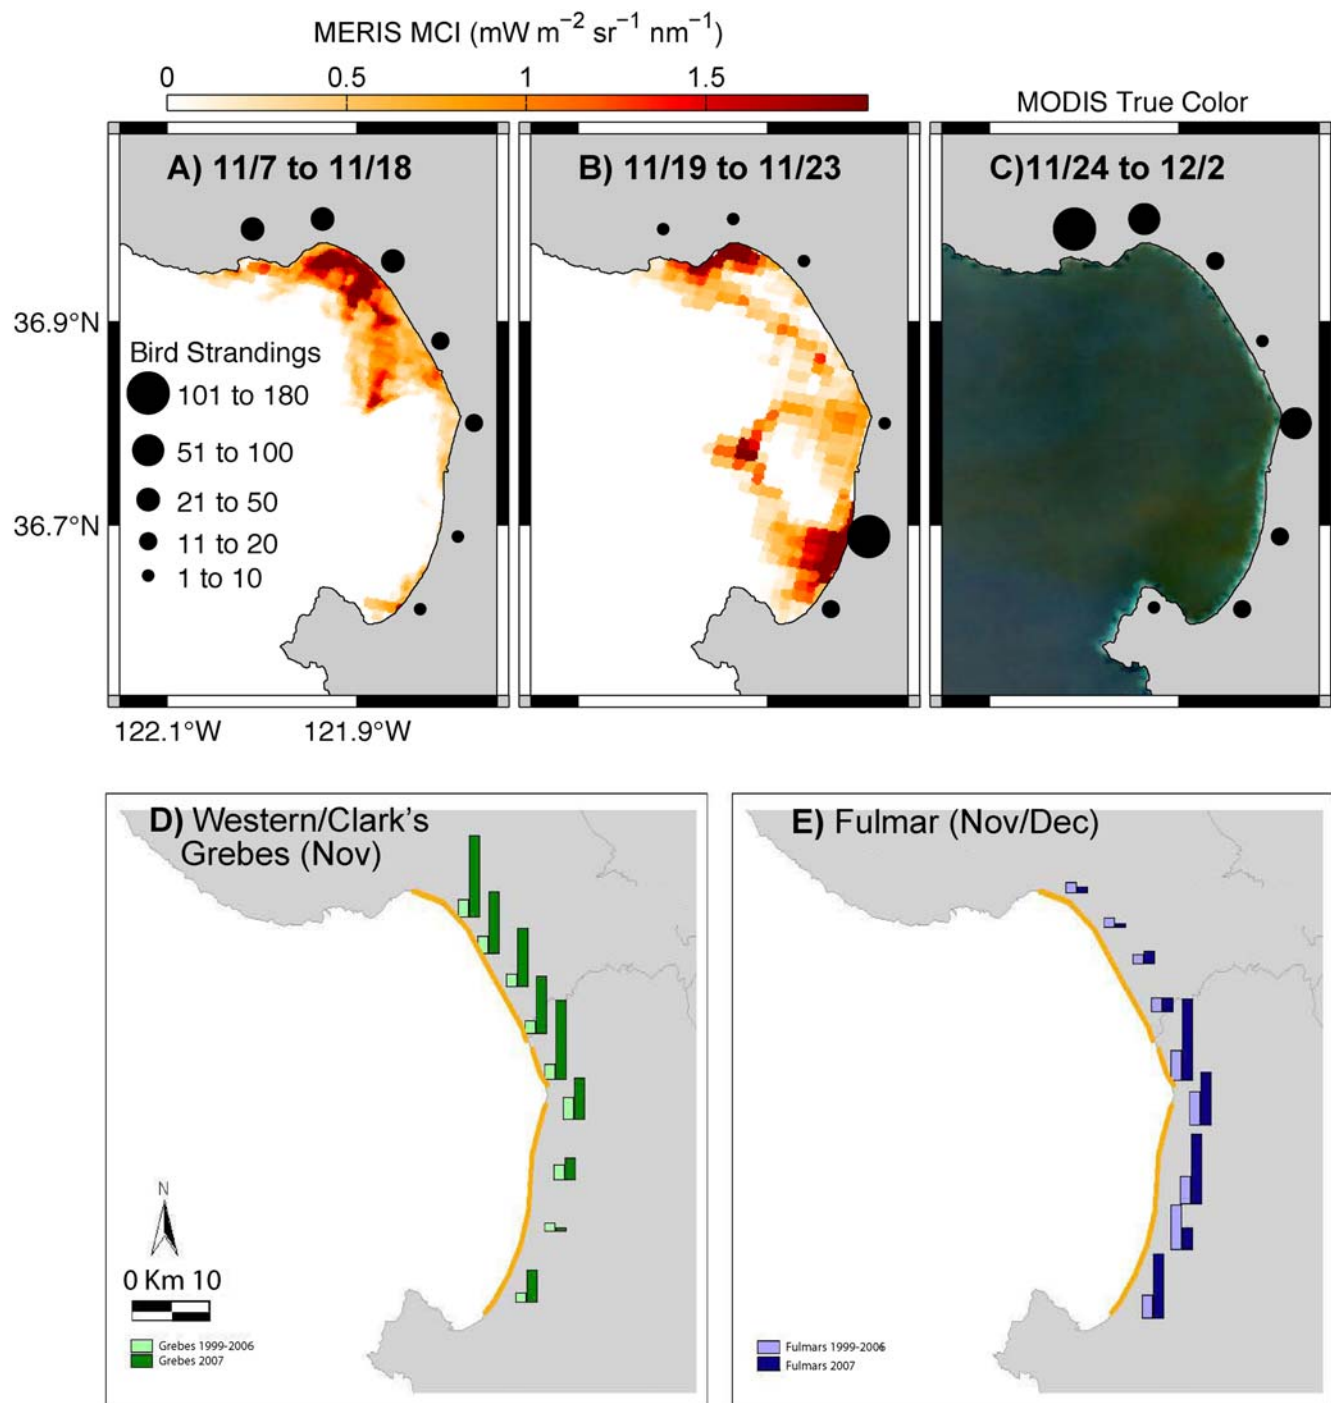 MERIS MCI (mW m−2 sr−1 nm−1)
0 0.5 1 1.5
MODIS True Color
A) 11/7 to 11/18
B) 11/19 to 11/23
C)11/24 to 12/2
36.9°N
Bird Strandings
101 to 180
51 to 100
21 to 50
11 to 20
1 to 10
36.7°N
122.1°W 121.9°W
D) Western/Clark's
Grebes (Nov)
N
0 Km 10
Grebes 1999-2006
Grebes 2007
E) Fulmar (Nov/Dec)
Fulmars 1999-2006
Fulmars 2007